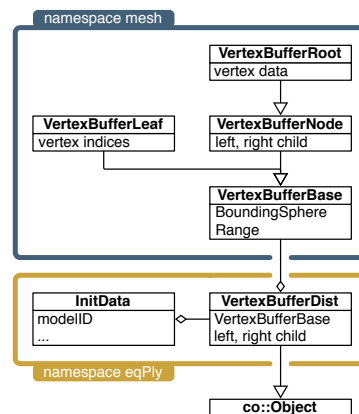 namespace mesh
VertexBufferRoot
vertex data
VertexBufferLeaf
vertex indices
VertexBufferNode
left, right child
VertexBufferBase
BoundingSphere
Range
InitData
modelID
...
VertexBufferDist
VertexBufferBase
left, right child
namespace eqPly
co::Object